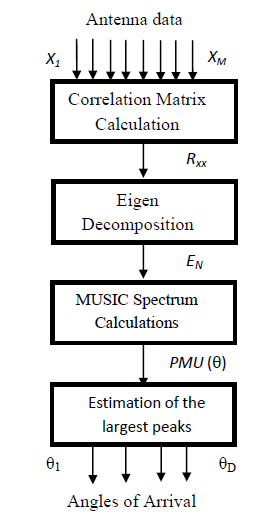 Antenna data
X1 XM
Correlation Matrix
Calculation
Rxx
Eigen
Decomposition
EN
MUSIC Spectrum
Calculations
PMU (θ)
Estimation of the
largest peaks
θ1 θD
Angles of Arrival